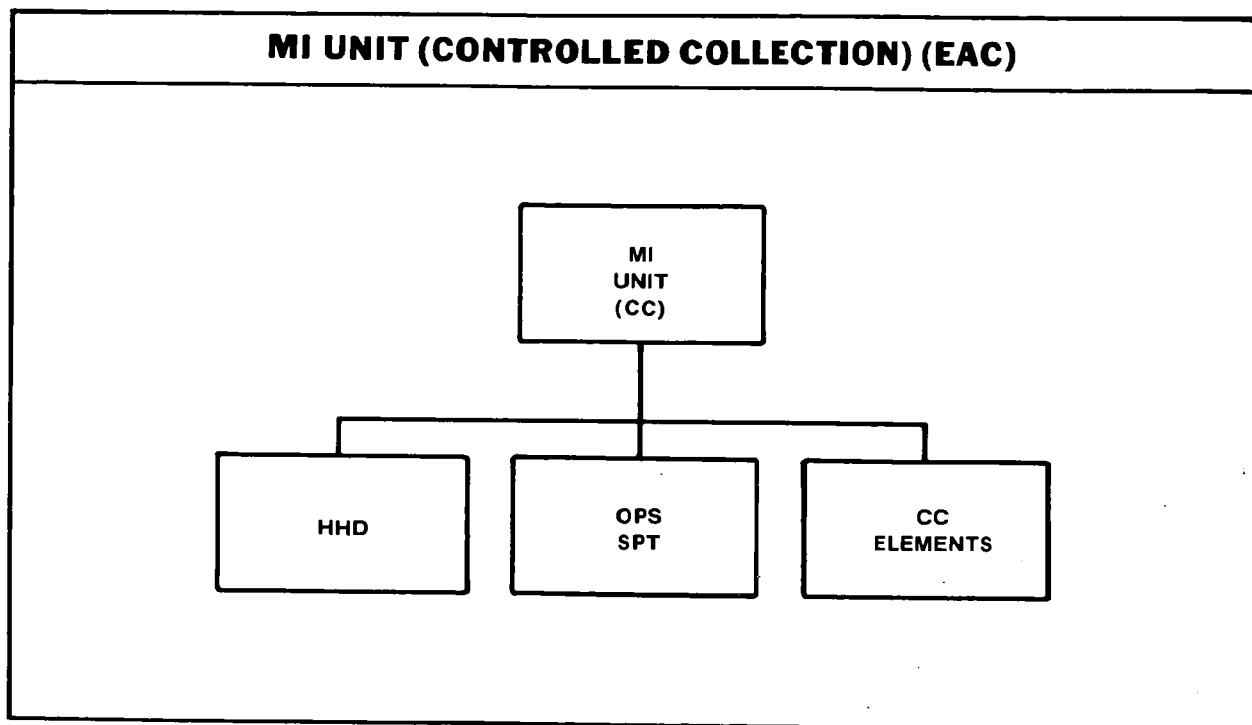 MI UNIT (CONTROLLED COLLECTION) (EAC)
MI
UNIT
(CC)
HHD
OPS
SPT
CC
ELEMENTS